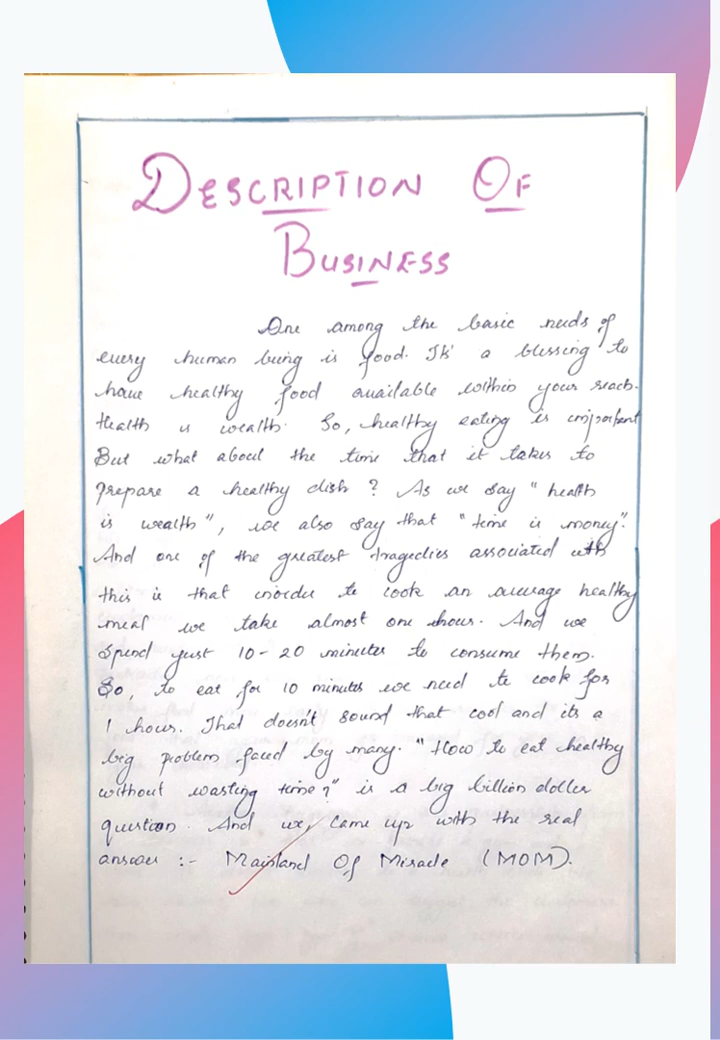 DESCRIPTION OF
BUSINESS
One among the basic needs of
every human being is food. It's a blessing to
have healthy food available within your reach.
Health is wealth. So, healthy eating is important
But what about the time that it takes to
prepare a healthy dish? As we say "health
is wealth", we also say that "time is money".
And one of the greatest tragedies associated with
this is that inorder to cook an average healthy
meal we take almost one hour. And we
spend just 10-20 minutes to consume them.
So, to eat for 10 minutes we need to cook for
1 hour. That doesn't sound that cool and its a
big problem faced by many. "How to eat healthy
without wasting time?" is a big billion doller
question. And we, came up with the real
answer :- Mainland Of Miracle (MOM).